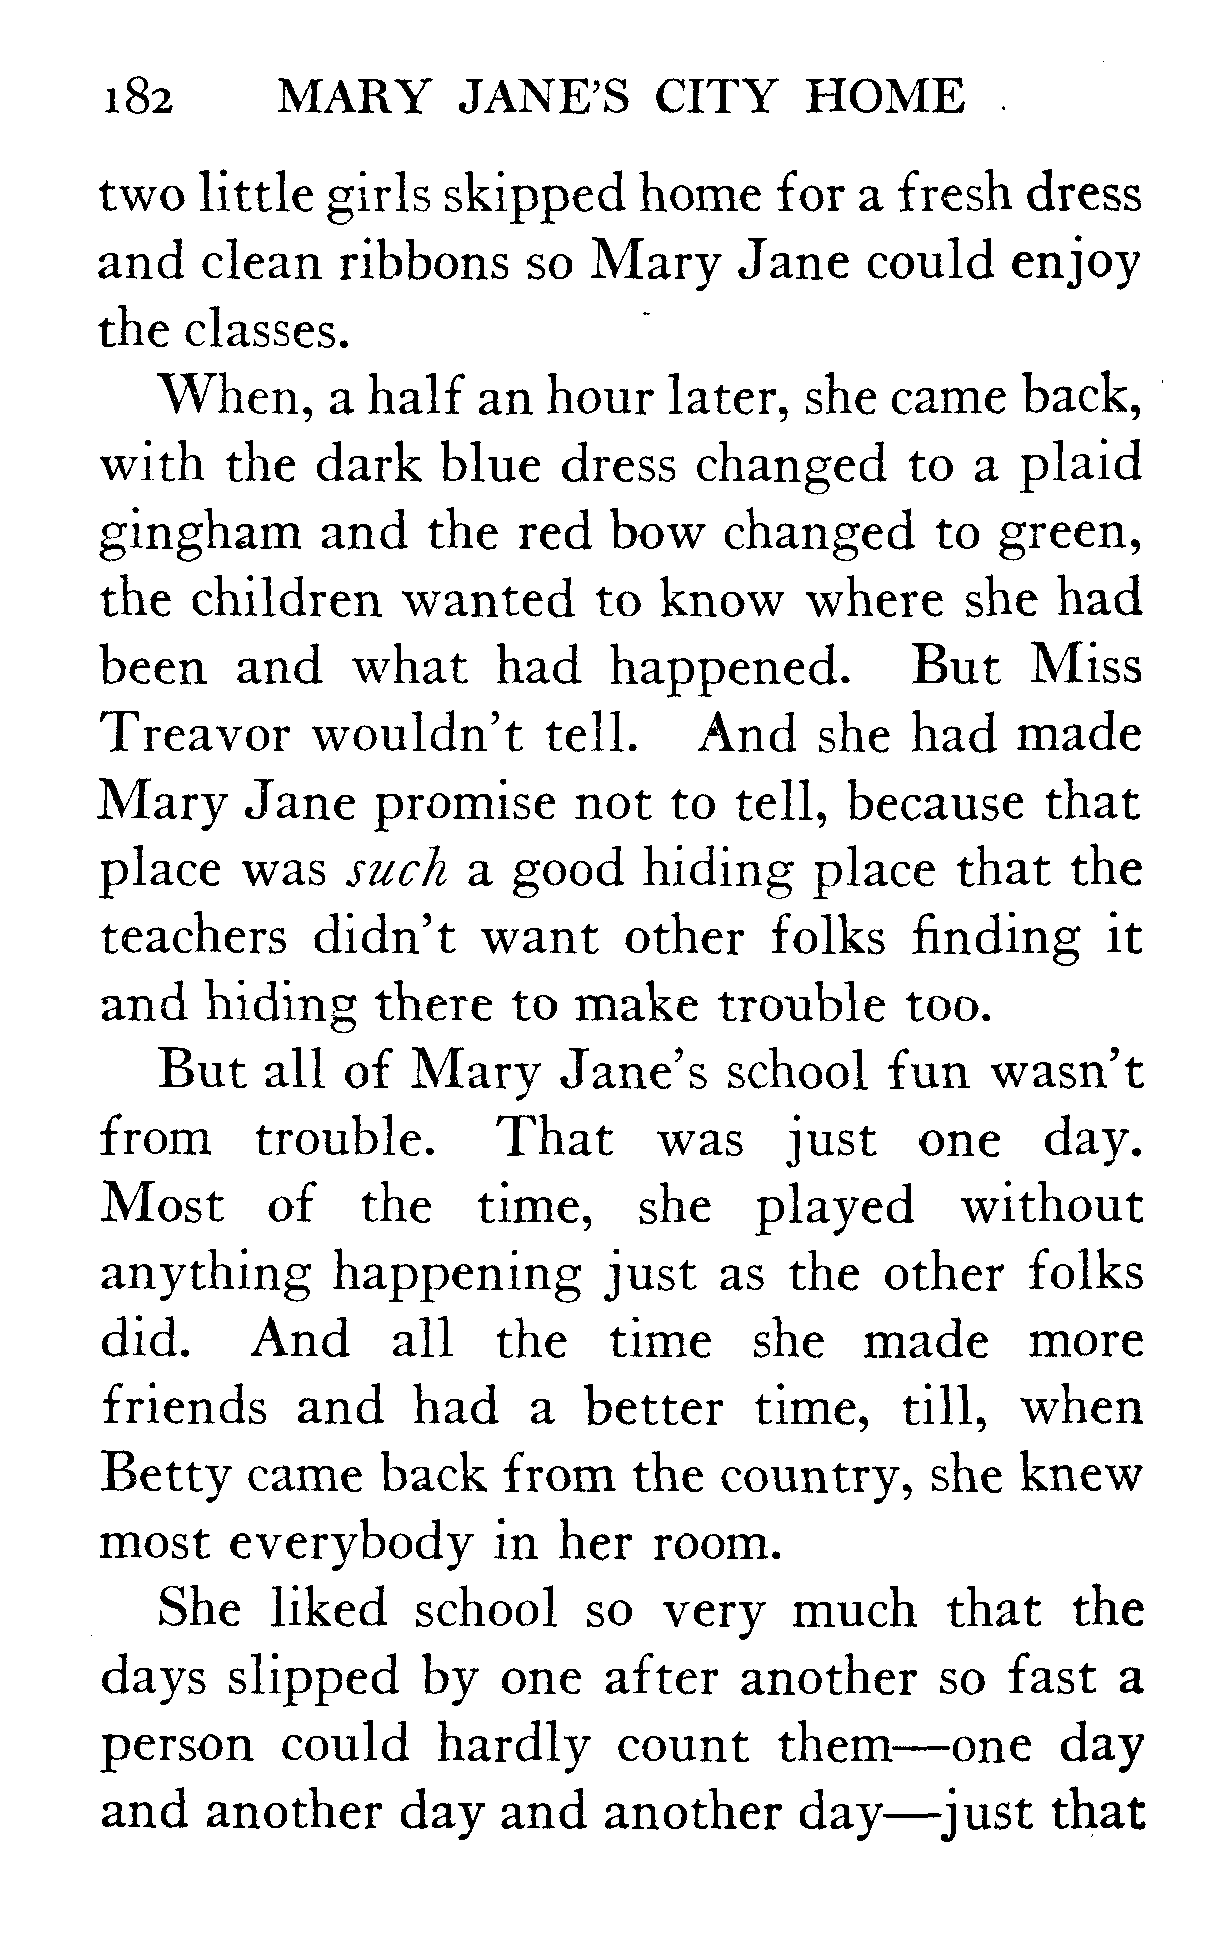 182 MARY JANE'S CITY HOME
two little girls skipped home for a fresh dress
and clean ribbons so Mary Jane could enjoy
the classes.
When, a half an hour later, she came back,
with the dark blue dress changed to a plaid
gingham and the red bow changed to green,
the children wanted to know where she had
been and what had happened. But Miss
Treavor wouldn't tell. And she had made
Mary Jane promise not to tell, because that
place was such a good hiding place that the
teachers didn't want other folks finding it
and hiding there to make trouble too.
But all of Mary Jane's school fun wasn't
from trouble. That was just one day.
Most of the time, she played without
anything happening just as the other folks
did. And all the time she made more
friends and had a better time, till, when
Betty came back from the country, she knew
most everybody in her room.
She liked school so very much that the
days slipped by one after another so fast a
person could hardly count them—one day
and another day and another day—just that